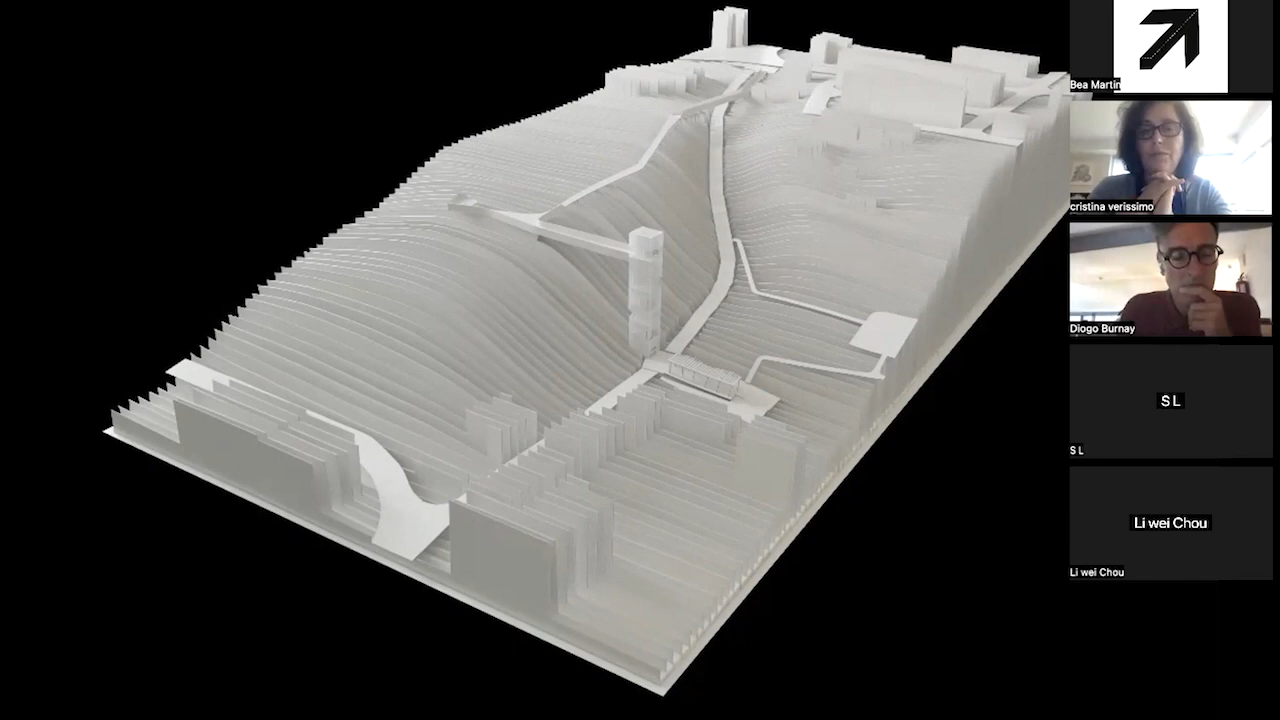 Bea Martin
cristina verissimo
Diogo Burnay
S L
S L
Li wei Chou
Li wei Chou